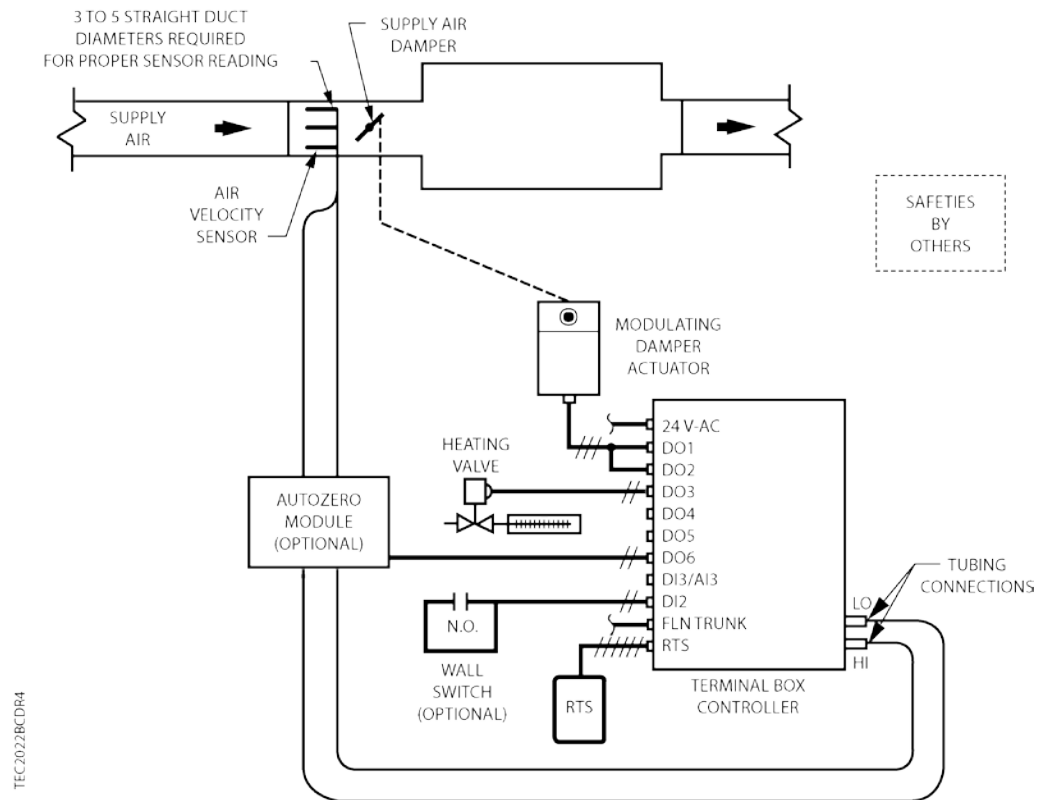 3 TO 5 STRAIGHT DUCT
DIAMETERS REQUIRED
FOR PROPER SENSOR READING
SUPPLY AIR
DAMPER
SUPPLY
AIR
AIR
VELOCITY
SENSOR
SAFETIES
BY
OTHERS
MODULATING
DAMPER
ACTUATOR
HEATING
VALVE
24 V-AC
DO1
DO2
DO3
DO4
DO5
DO6
DI3/AI3
DI2
FLN TRUNK
RTS
AUTOZERO
MODULE
(OPTIONAL)
N.O.
WALL
SWITCH
(OPTIONAL)
RTS
LO
HI
TUBING
CONNECTIONS
TERMINAL BOX
CONTROLLER
TEC2022BCDR4